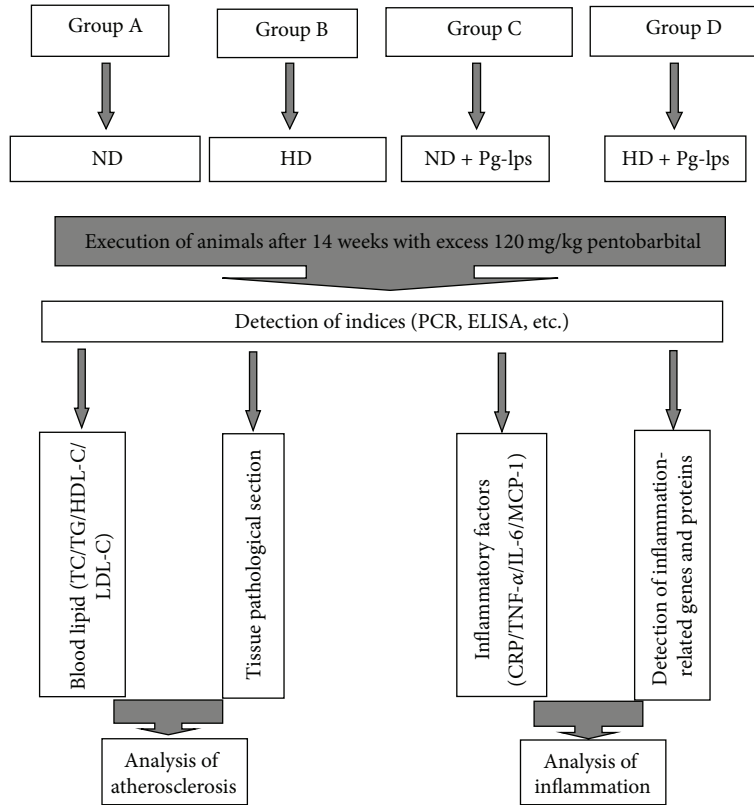 Group A
Group B
Group C
Group D
ND
HD
ND + Pg-lps
HD + Pg-lps
Execution of animals after 14 weeks with excess 120 mg/kg pentobarbital
Detection of indices (PCR, ELISA, etc.)
Blood lipid (TC/TG/HDL-C/
LDL-C)
Tissue pathological section
Inflammatory factors
(CRP/TNF-α/IL-6/MCP-1)
Detection of inflammation-
related genes and proteins
Analysis of
atherosclerosis
Analysis of
inflammation